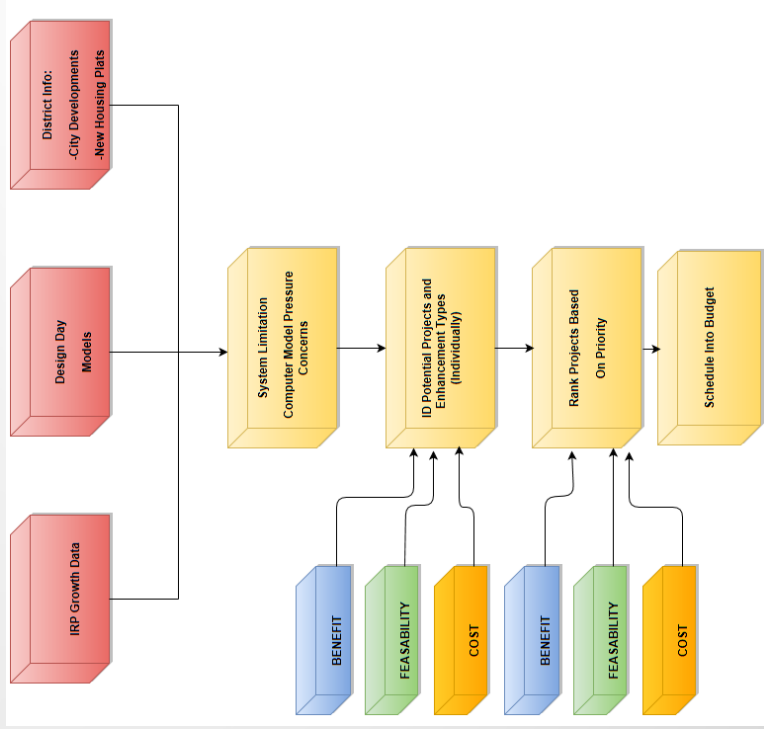 IRP Growth Data
Design Day
Models
District Info:
-City Developments
-New Housing Plats
System Limitation
Computer Model Pressure
Concerns
BENEFIT
FEASABILITY
COST
ID Potential Projects and
Enhancement Types
(Individually)
BENEFIT
FEASABILITY
COST
Rank Projects Based
On Priority
Schedule Into Budget